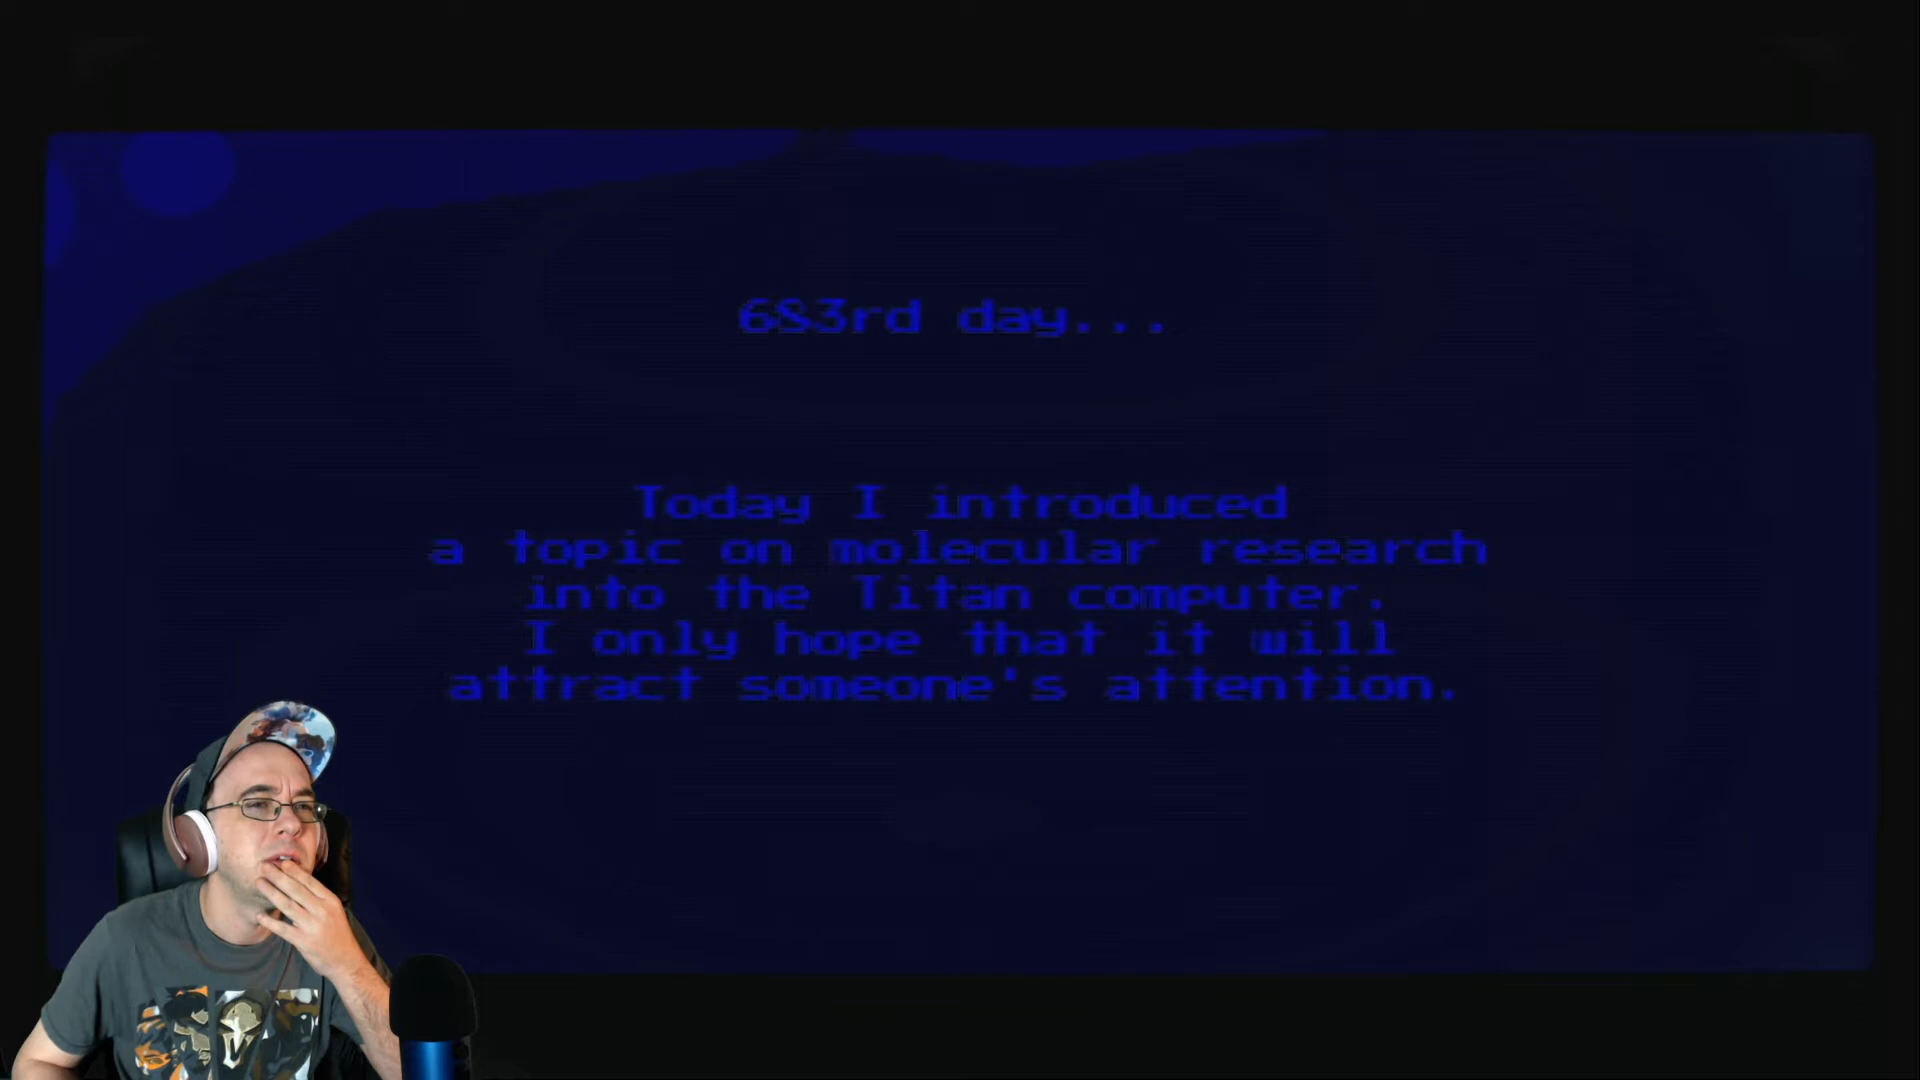 683rd day...
Today I introduced
a topic on molecular research
into the Titan computer.
I only hope that it will
attract someone's attention.